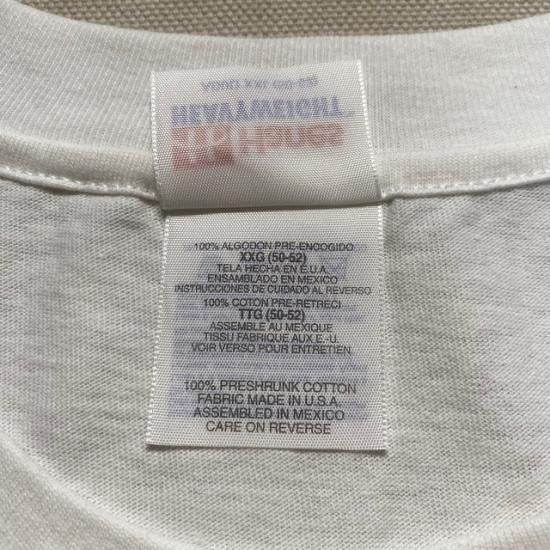 Hanes
HEAVYWEIGHT
100% ALGODON PRE-ENCOGIDO
XXG (50-52)
TELA HECHA EN E.U.A.
ENSAMBLADO EN MEXICO
INSTRUCCIONES DE CUIDADO AL REVERSO
100% COTON PRE-RETRECI
TTG (50-52)
ASSEMBLE AU MEXIQUE
TISSU FABRIQUE AUX E.-U.
VOIR VERSO POUR ENTRETIEN
100% PRESHRUNK COTTON
FABRIC MADE IN U.S.A.
ASSEMBLED IN MEXICO
CARE ON REVERSE